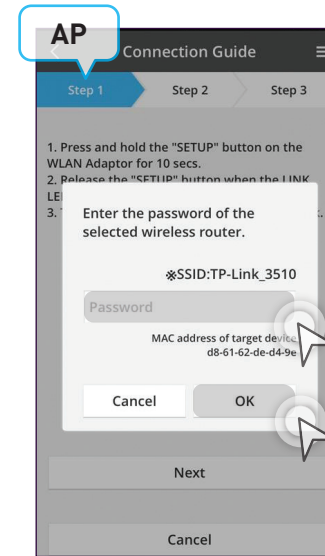 AP
Connection Guide
Step 1
Step 2
Step 3
1. Press and hold the "SETUP" button on the
WLAN Adaptor for 10 secs.
2. Release the "SETUP" button when the LINK
LE
3.
Enter the password of the
selected wireless router.
※SSID:TP-Link_3510
Password
MAC address of target device
d8-61-62-de-d4-9e
Cancel
OK
Next
Cancel